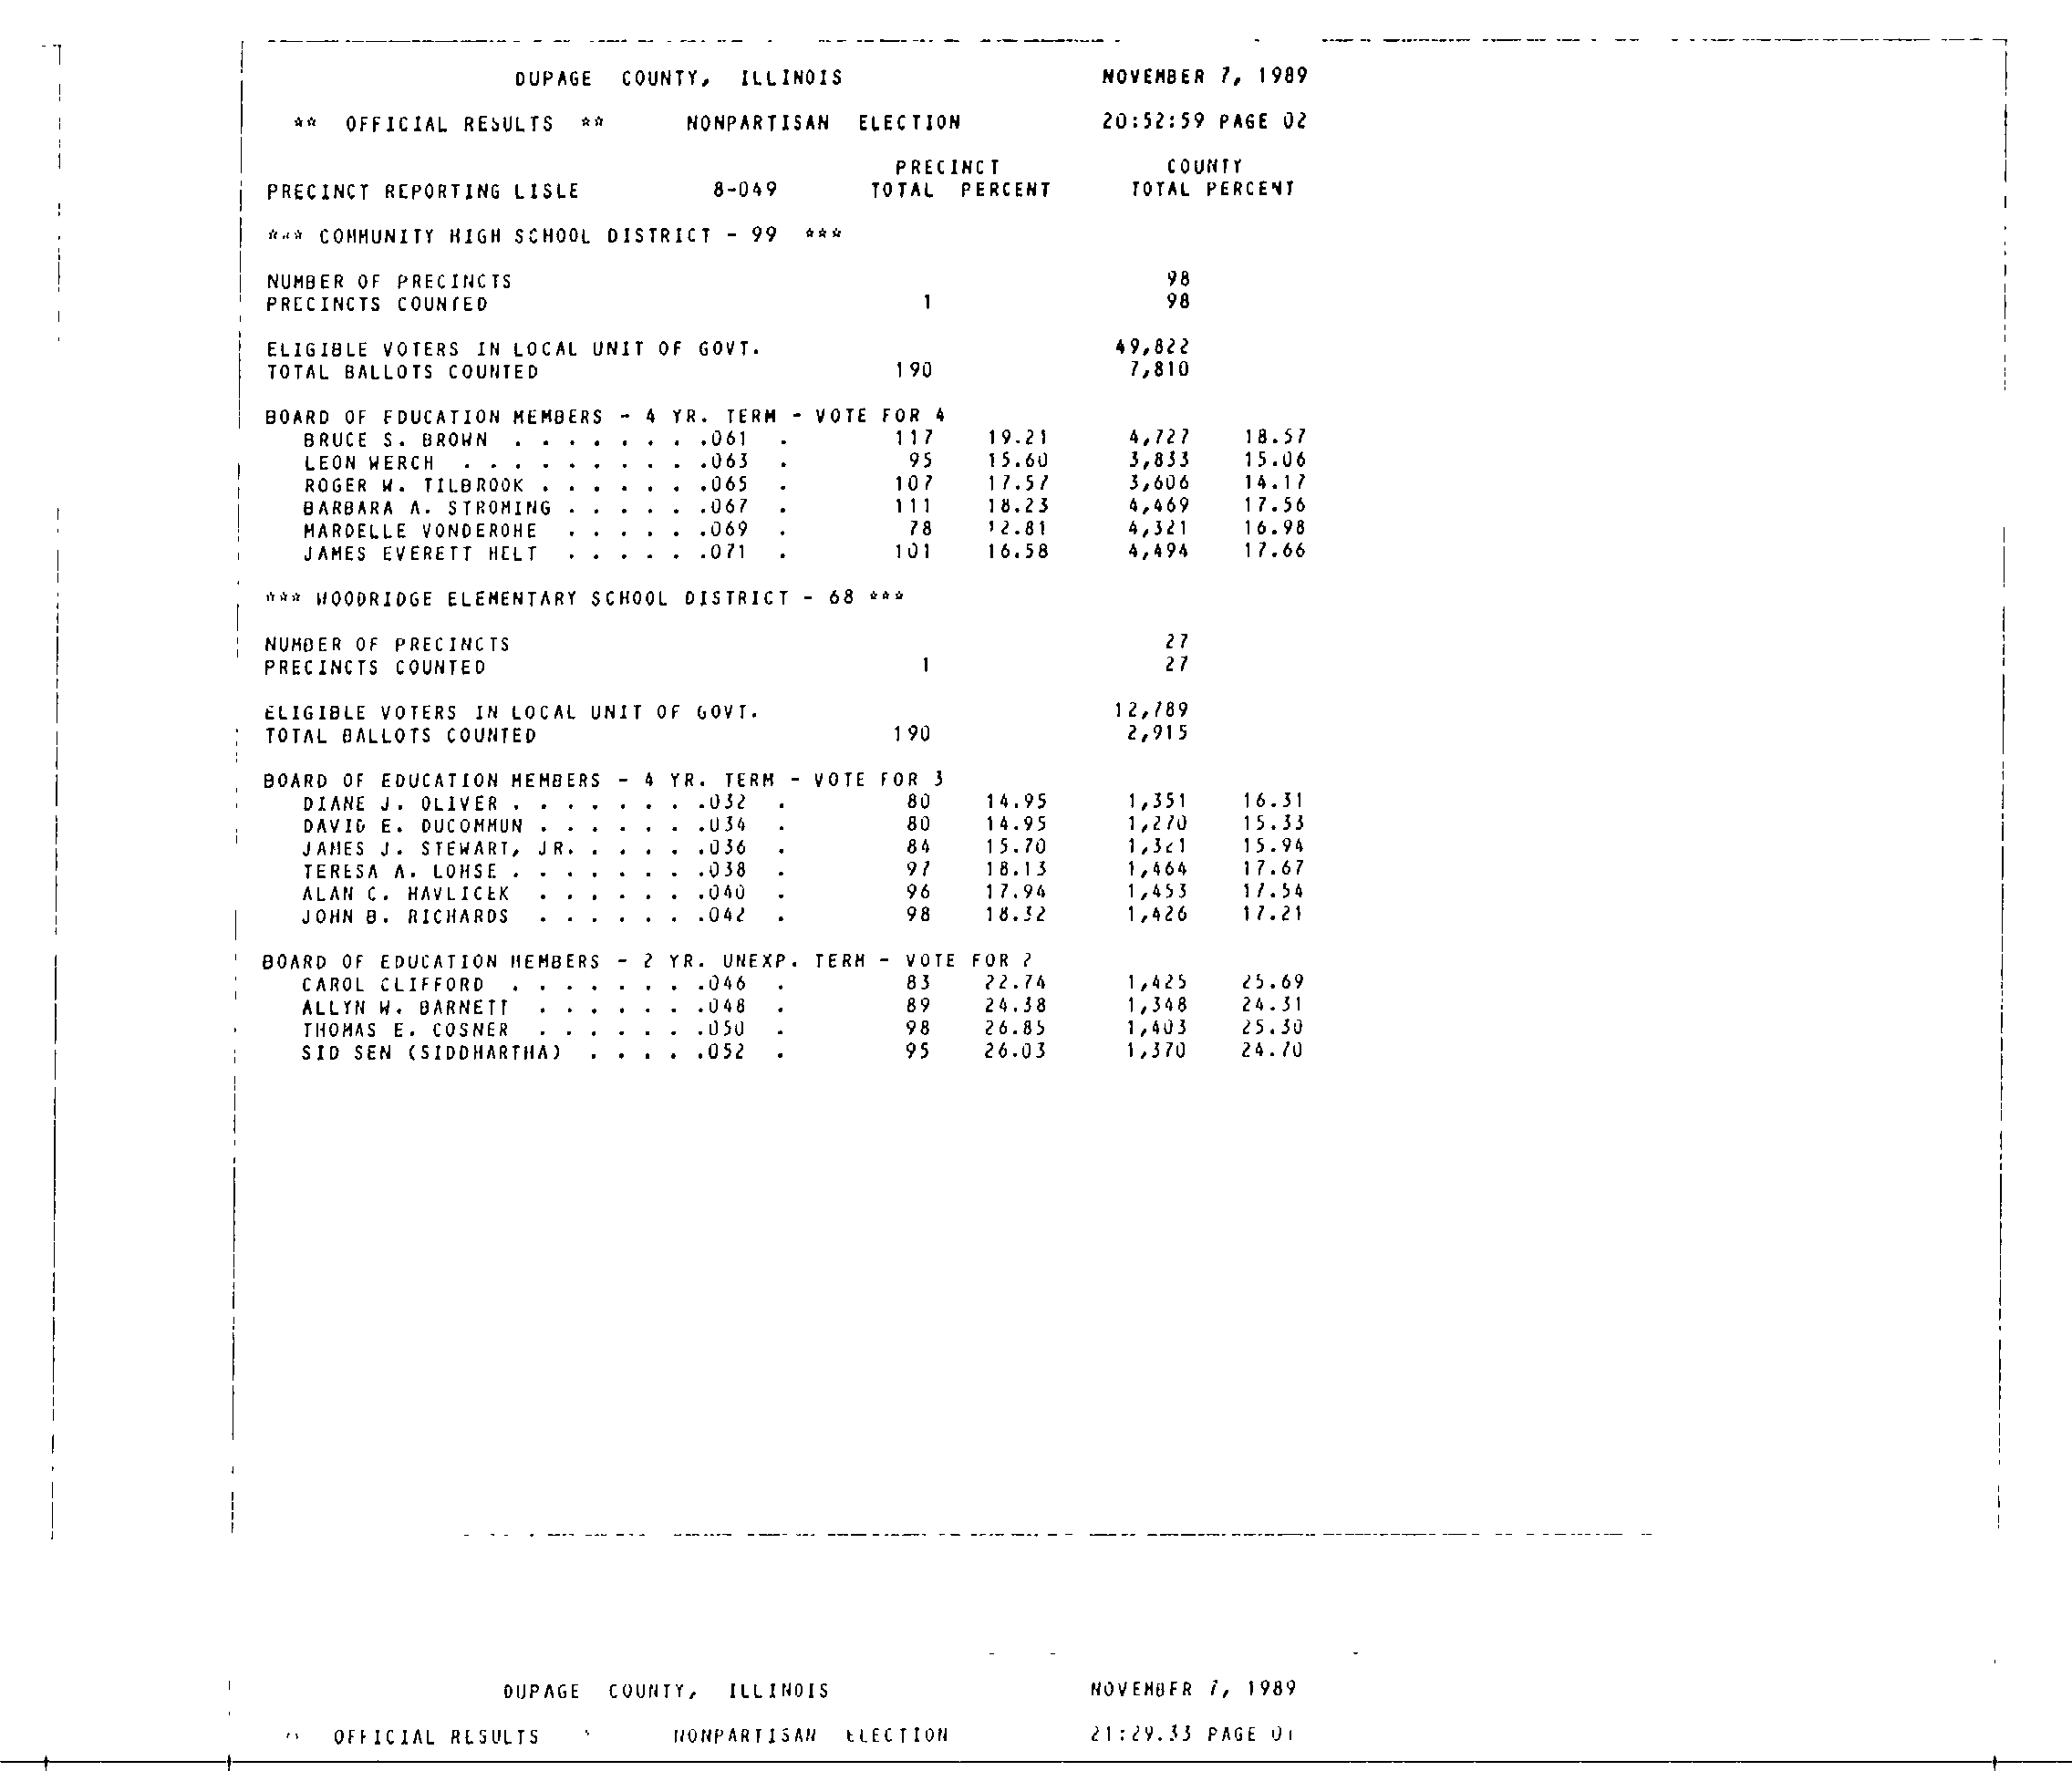 DUPAGE COUNTY, ILLINOIS NOVEMBER 7, 1989
** OFFICIAL RESULTS ** NONPARTISAN ELECTION 20:52:59 PAGE 02
PRECINCT COUNTY
PRECINCT REPORTING LISLE 8-049 TOTAL PERCENT TOTAL PERCENT
*** COMMUNITY HIGH SCHOOL DISTRICT - 99 ***
NUMBER OF PRECINCTS 98
PRECINCTS COUNTED 1 98
ELIGIBLE VOTERS IN LOCAL UNIT OF GOVT. 49,822
TOTAL BALLOTS COUNTED 190 7,810
BOARD OF EDUCATION MEMBERS - 4 YR. TERM - VOTE FOR 4
BRUCE S. BROWN . . . . . . . .061 . 117 19.21 4,727 18.57
LEON WERCH . . . . . . . . . .063 . 95 15.60 3,833 15.06
ROGER W. TILBROOK . . . . . . .065 . 107 17.57 3,606 14.17
BARBARA A. STROMING . . . . . .067 . 111 18.23 4,469 17.56
MARDELLE VONDEROHE . . . . . .069 . 78 12.81 4,321 16.98
JAMES EVERETT HELT . . . . . .071 . 101 16.58 4,494 17.66
*** WOODRIDGE ELEMENTARY SCHOOL DISTRICT - 68 ***
NUMBER OF PRECINCTS 27
PRECINCTS COUNTED 1 27
ELIGIBLE VOTERS IN LOCAL UNIT OF GOVT. 12,789
TOTAL BALLOTS COUNTED 190 2,915
BOARD OF EDUCATION MEMBERS - 4 YR. TERM - VOTE FOR 3
DIANE J. OLIVER . . . . . . . .032 . 80 14.95 1,351 16.31
DAVID E. DUCOMMUN . . . . . . .034 . 80 14.95 1,270 15.33
JAMES J. STEWART, JR. . . . . .036 . 84 15.70 1,321 15.94
TERESA A. LOHSE . . . . . . . .038 . 97 18.13 1,464 17.67
ALAN C. HAVLICEK . . . . . . .040 . 96 17.94 1,453 17.54
JOHN B. RICHARDS . . . . . . .042 . 98 18.32 1,426 17.21
BOARD OF EDUCATION MEMBERS - 2 YR. UNEXP. TERM - VOTE FOR 2
CAROL CLIFFORD . . . . . . . .046 . 83 22.74 1,425 25.69
ALLYN W. BARNETT . . . . . . .048 . 89 24.38 1,348 24.31
THOMAS E. COSNER . . . . . . .050 . 98 26.85 1,403 25.30
SID SEN (SIDDHARTHA) . . . . .052 . 95 26.03 1,370 24.70
DUPAGE COUNTY, ILLINOIS NOVEMBER 7, 1989
OFFICIAL RESULTS NONPARTISAN ELECTION 21:29.33 PAGE 01